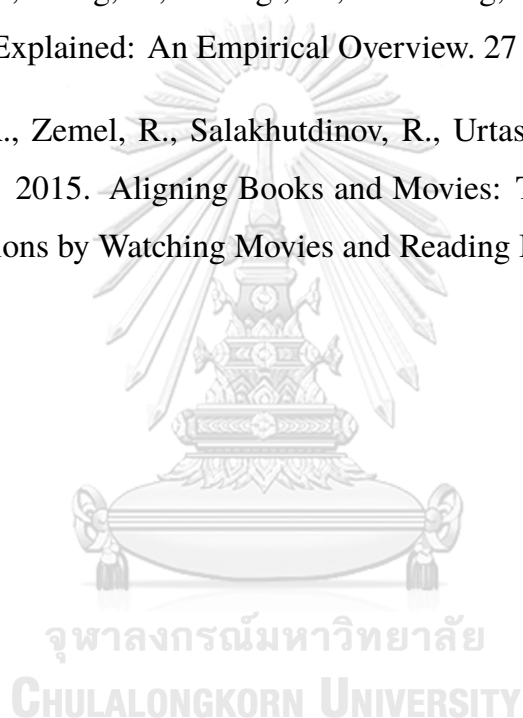 Explained: An Empirical Overview. 27
., Zemel, R., Salakhutdinov, R., Urtas
2015. Aligning Books and Movies: T
ions by Watching Movies and Reading
จุฬาลงกรณ์มหาวิทยาลัย
CHULALONGKORN UNIVERSITY